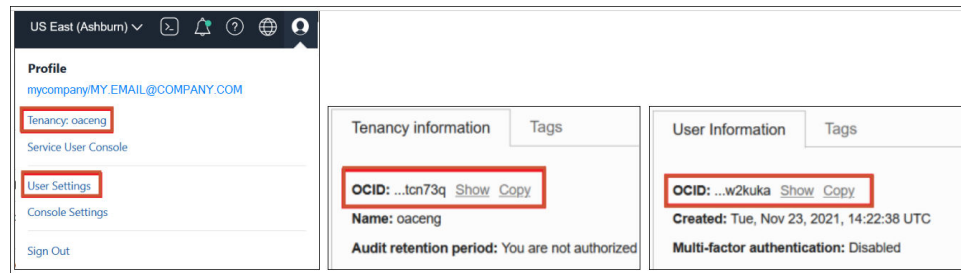 US East (Ashburn)
Profile
mycompany/MY.EMAIL@COMPANY.COM
Tenancy: oaceng
Service User Console
User Settings
Console Settings
Sign Out
Tenancy information Tags
OCID: ...tcn73q Show Copy
Name: oaceng
Audit retention period: You are not authorized
User Information Tags
OCID: ...w2kuka Show Copy
Created: Tue, Nov 23, 2021, 14:22:38 UTC
Multi-factor authentication: Disabled